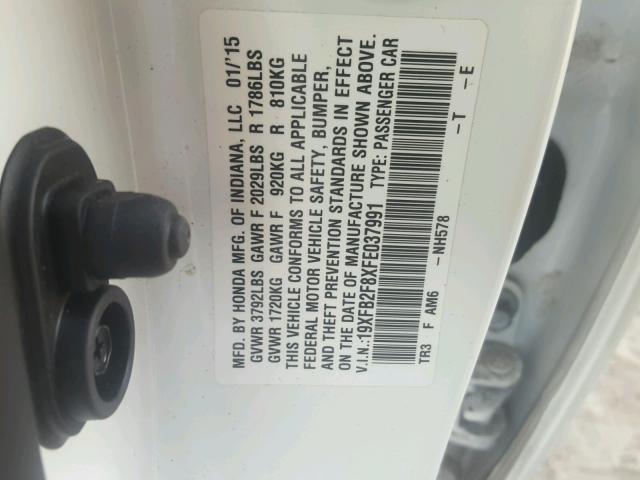 MFD. BY HONDA MFG. OF INDIANA, LLC 01/'15
GVWR 3792LBS GAWR F 2029LBS R 1786LBS
GVWR 1720KG GAWR F 920KG R 810KG
THIS VEHICLE CONFORMS TO ALL APPLICABLE
FEDERAL MOTOR VEHICLE SAFETY, BUMPER,
AND THEFT PREVENTION STANDARDS IN EFFECT
ON THE DATE OF MANUFACTURE SHOWN ABOVE.
V.I.N.:19XFB2F8XFE037991 TYPE: PASSENGER CAR
TR3 F AM6 -NH578 -T -E